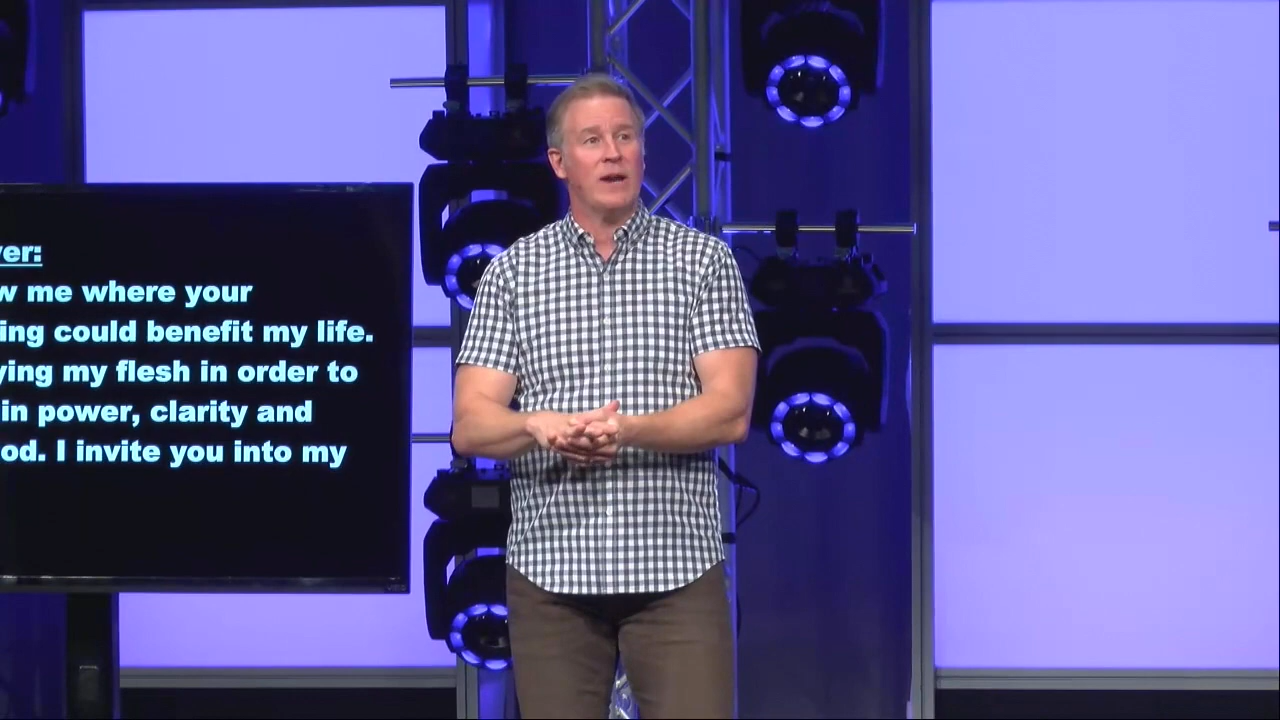 ver:
w me where your
ing could benefit my life.
ying my flesh in order to
in power, clarity and
od. I invite you into my